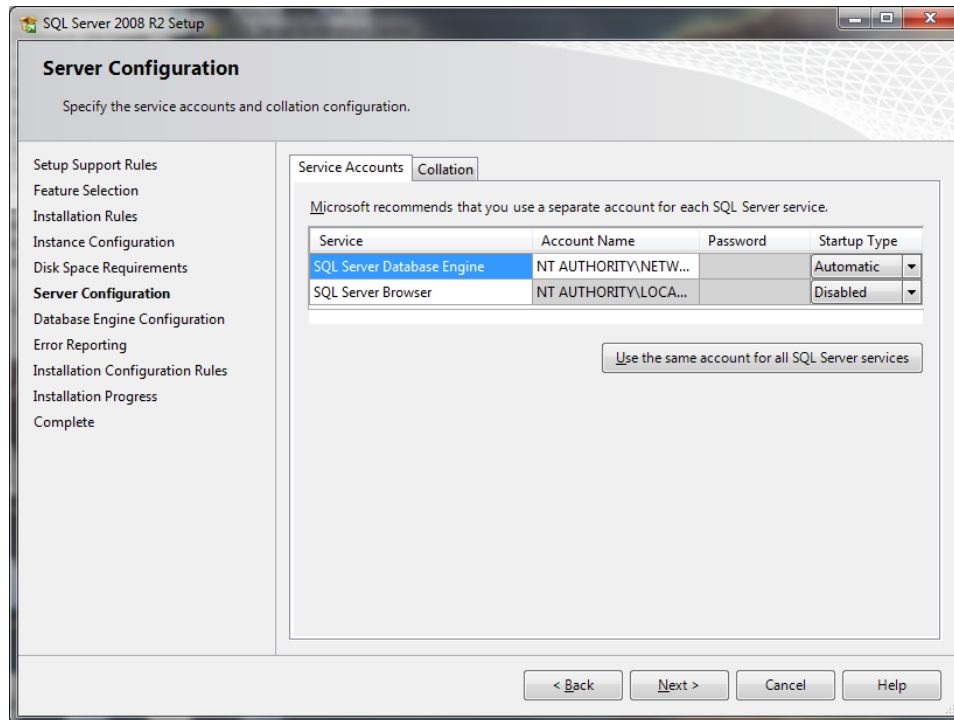 SQL Server 2008 R2 Setup
Server Configuration
Specify the service accounts and collation configuration.
Setup Support Rules
Feature Selection
Installation Rules
Instance Configuration
Disk Space Requirements
Server Configuration
Database Engine Configuration
Error Reporting
Installation Configuration Rules
Installation Progress
Complete
Service Accounts Collation
Microsoft recommends that you use a separate account for each SQL Server service.
Service Account Name Password Startup Type
SQL Server Database Engine NT AUTHORITY\NETW... Automatic
SQL Server Browser NT AUTHORITY\LOCA... Disabled
Use the same account for all SQL Server services
< Back Next > Cancel Help